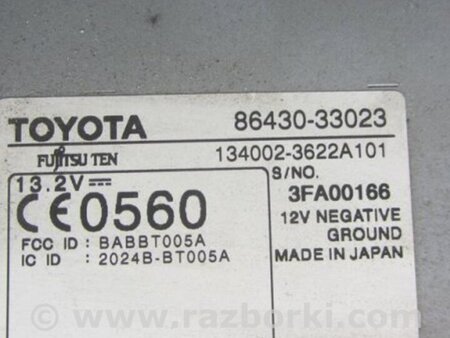 TOYOTA 86430-33023
FUJITSU TEN 134002-3622A101
13.2V⎓ S/NO.
CE0560 3FA00166
FCC ID : BABBT005A 12V NEGATIVE
GROUND
IC ID : 2024B-BT005A MADE IN JAPAN
© www.razborki.com